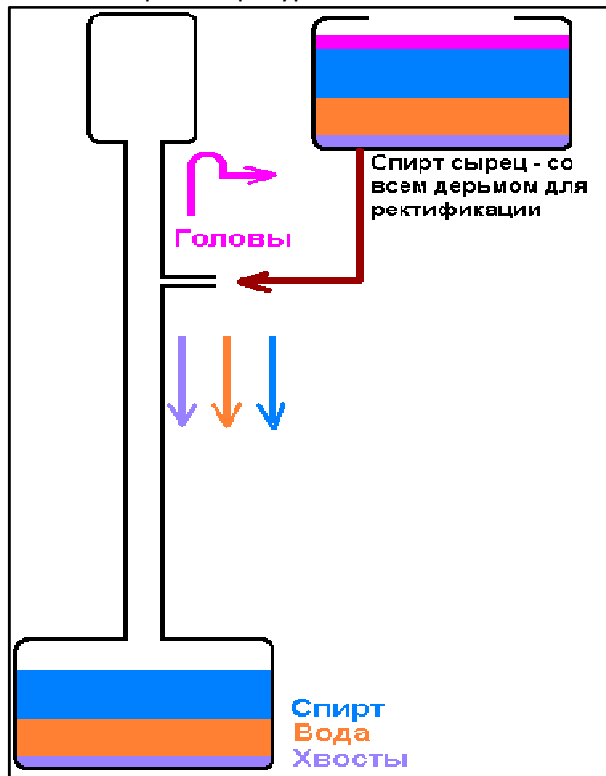 Спирт сырец - со
всем дерьмом для
ректификации
Головы
Спирт
Вода
Хвосты